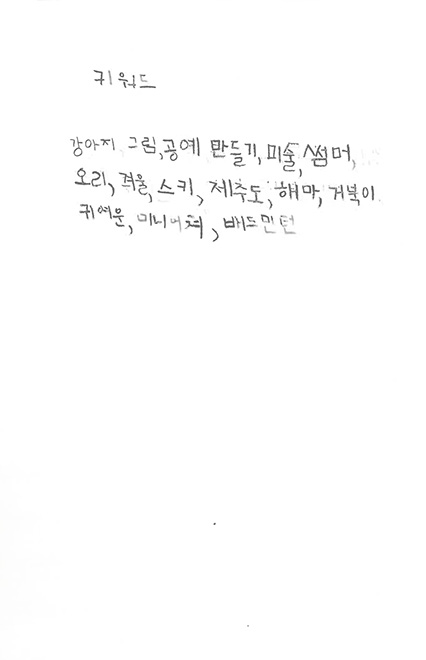 키워드
강아지, 그림, 공예 만들기, 미술, 썸머,
오리, 겨울, 스키, 제주도, 해마, 거북이
귀여운, 미니어쳐, 배드민턴